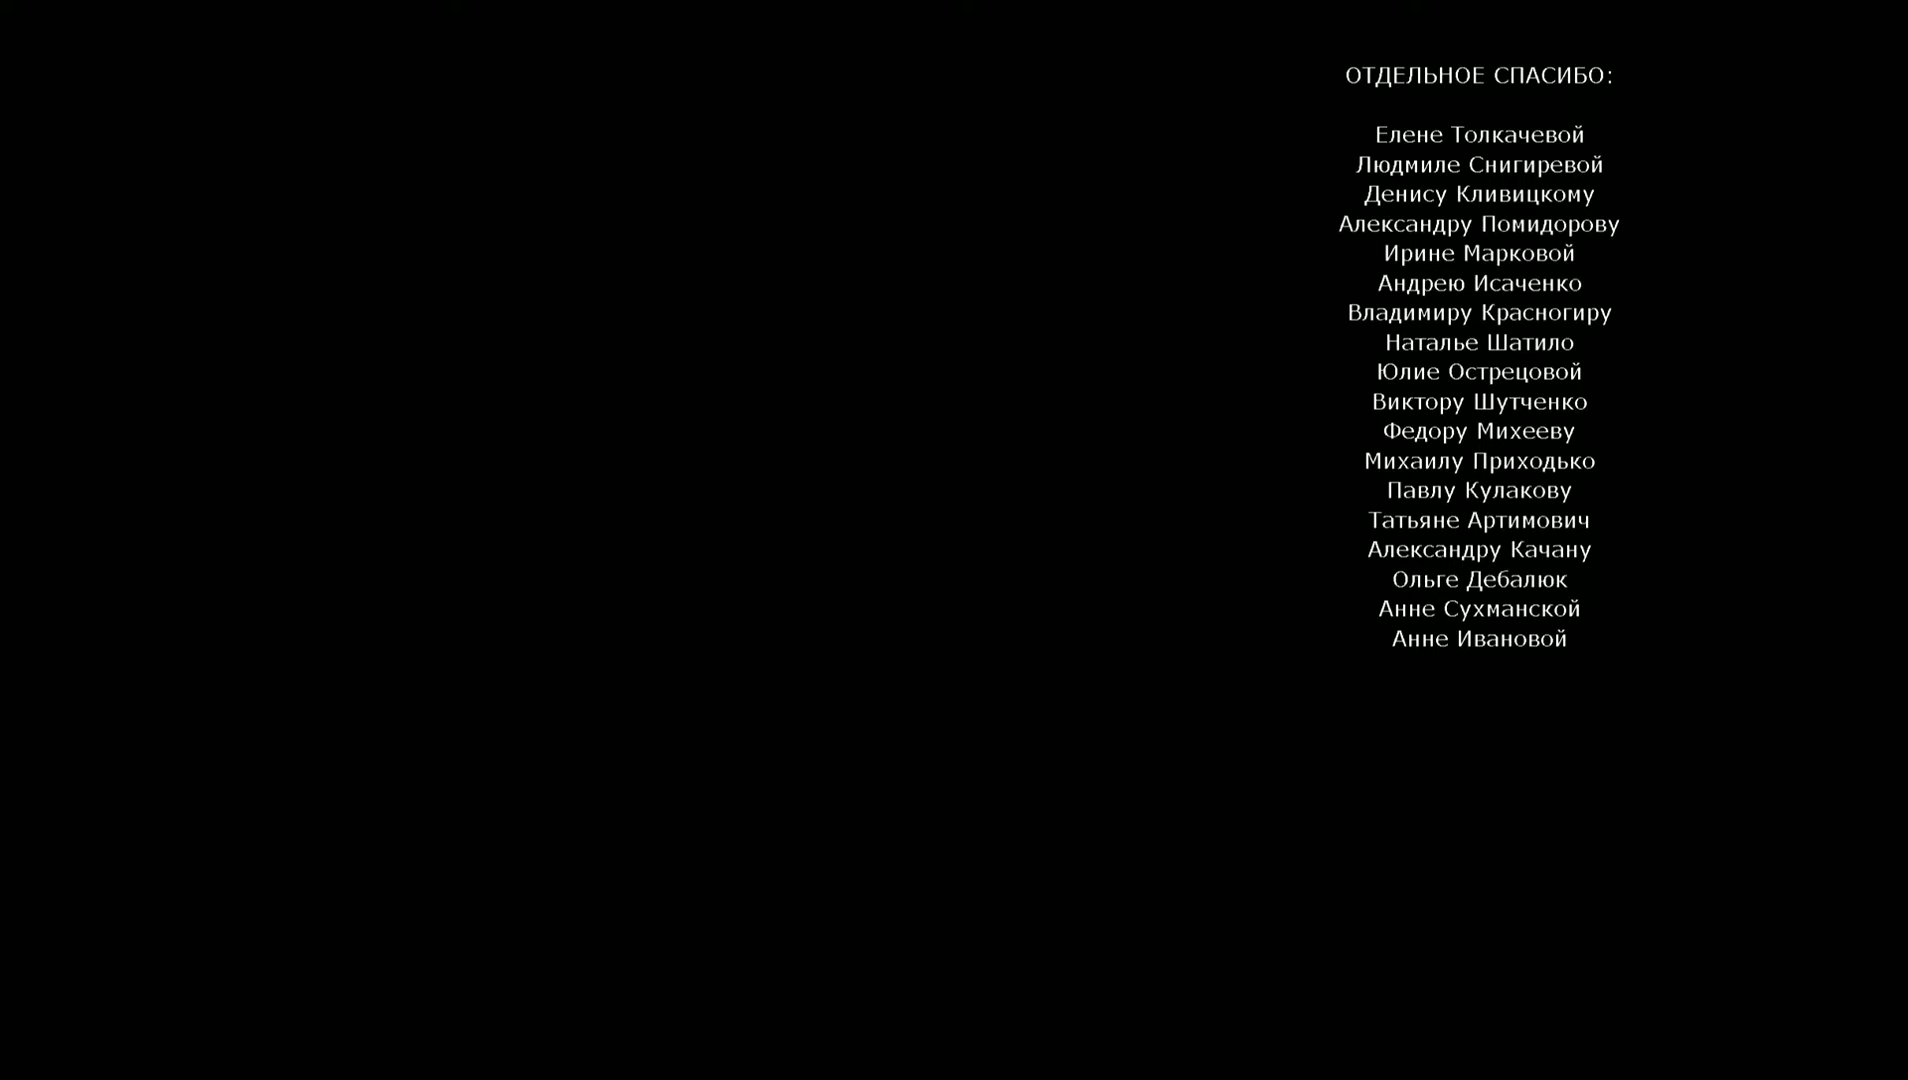 ОТДЕЛЬНОЕ СПАСИБО:
Елене Толкачевой
Людмиле Снигиревой
Денису Кливицкому
Александру Помидорову
Ирине Марковой
Андрею Исаченко
Владимиру Красногиру
Наталье Шатило
Юлие Острецовой
Виктору Шутченко
Федору Михееву
Михаилу Приходько
Павлу Кулакову
Татьяне Артимович
Александру Качану
Ольге Дебалюк
Анне Сухманской
Анне Ивановой